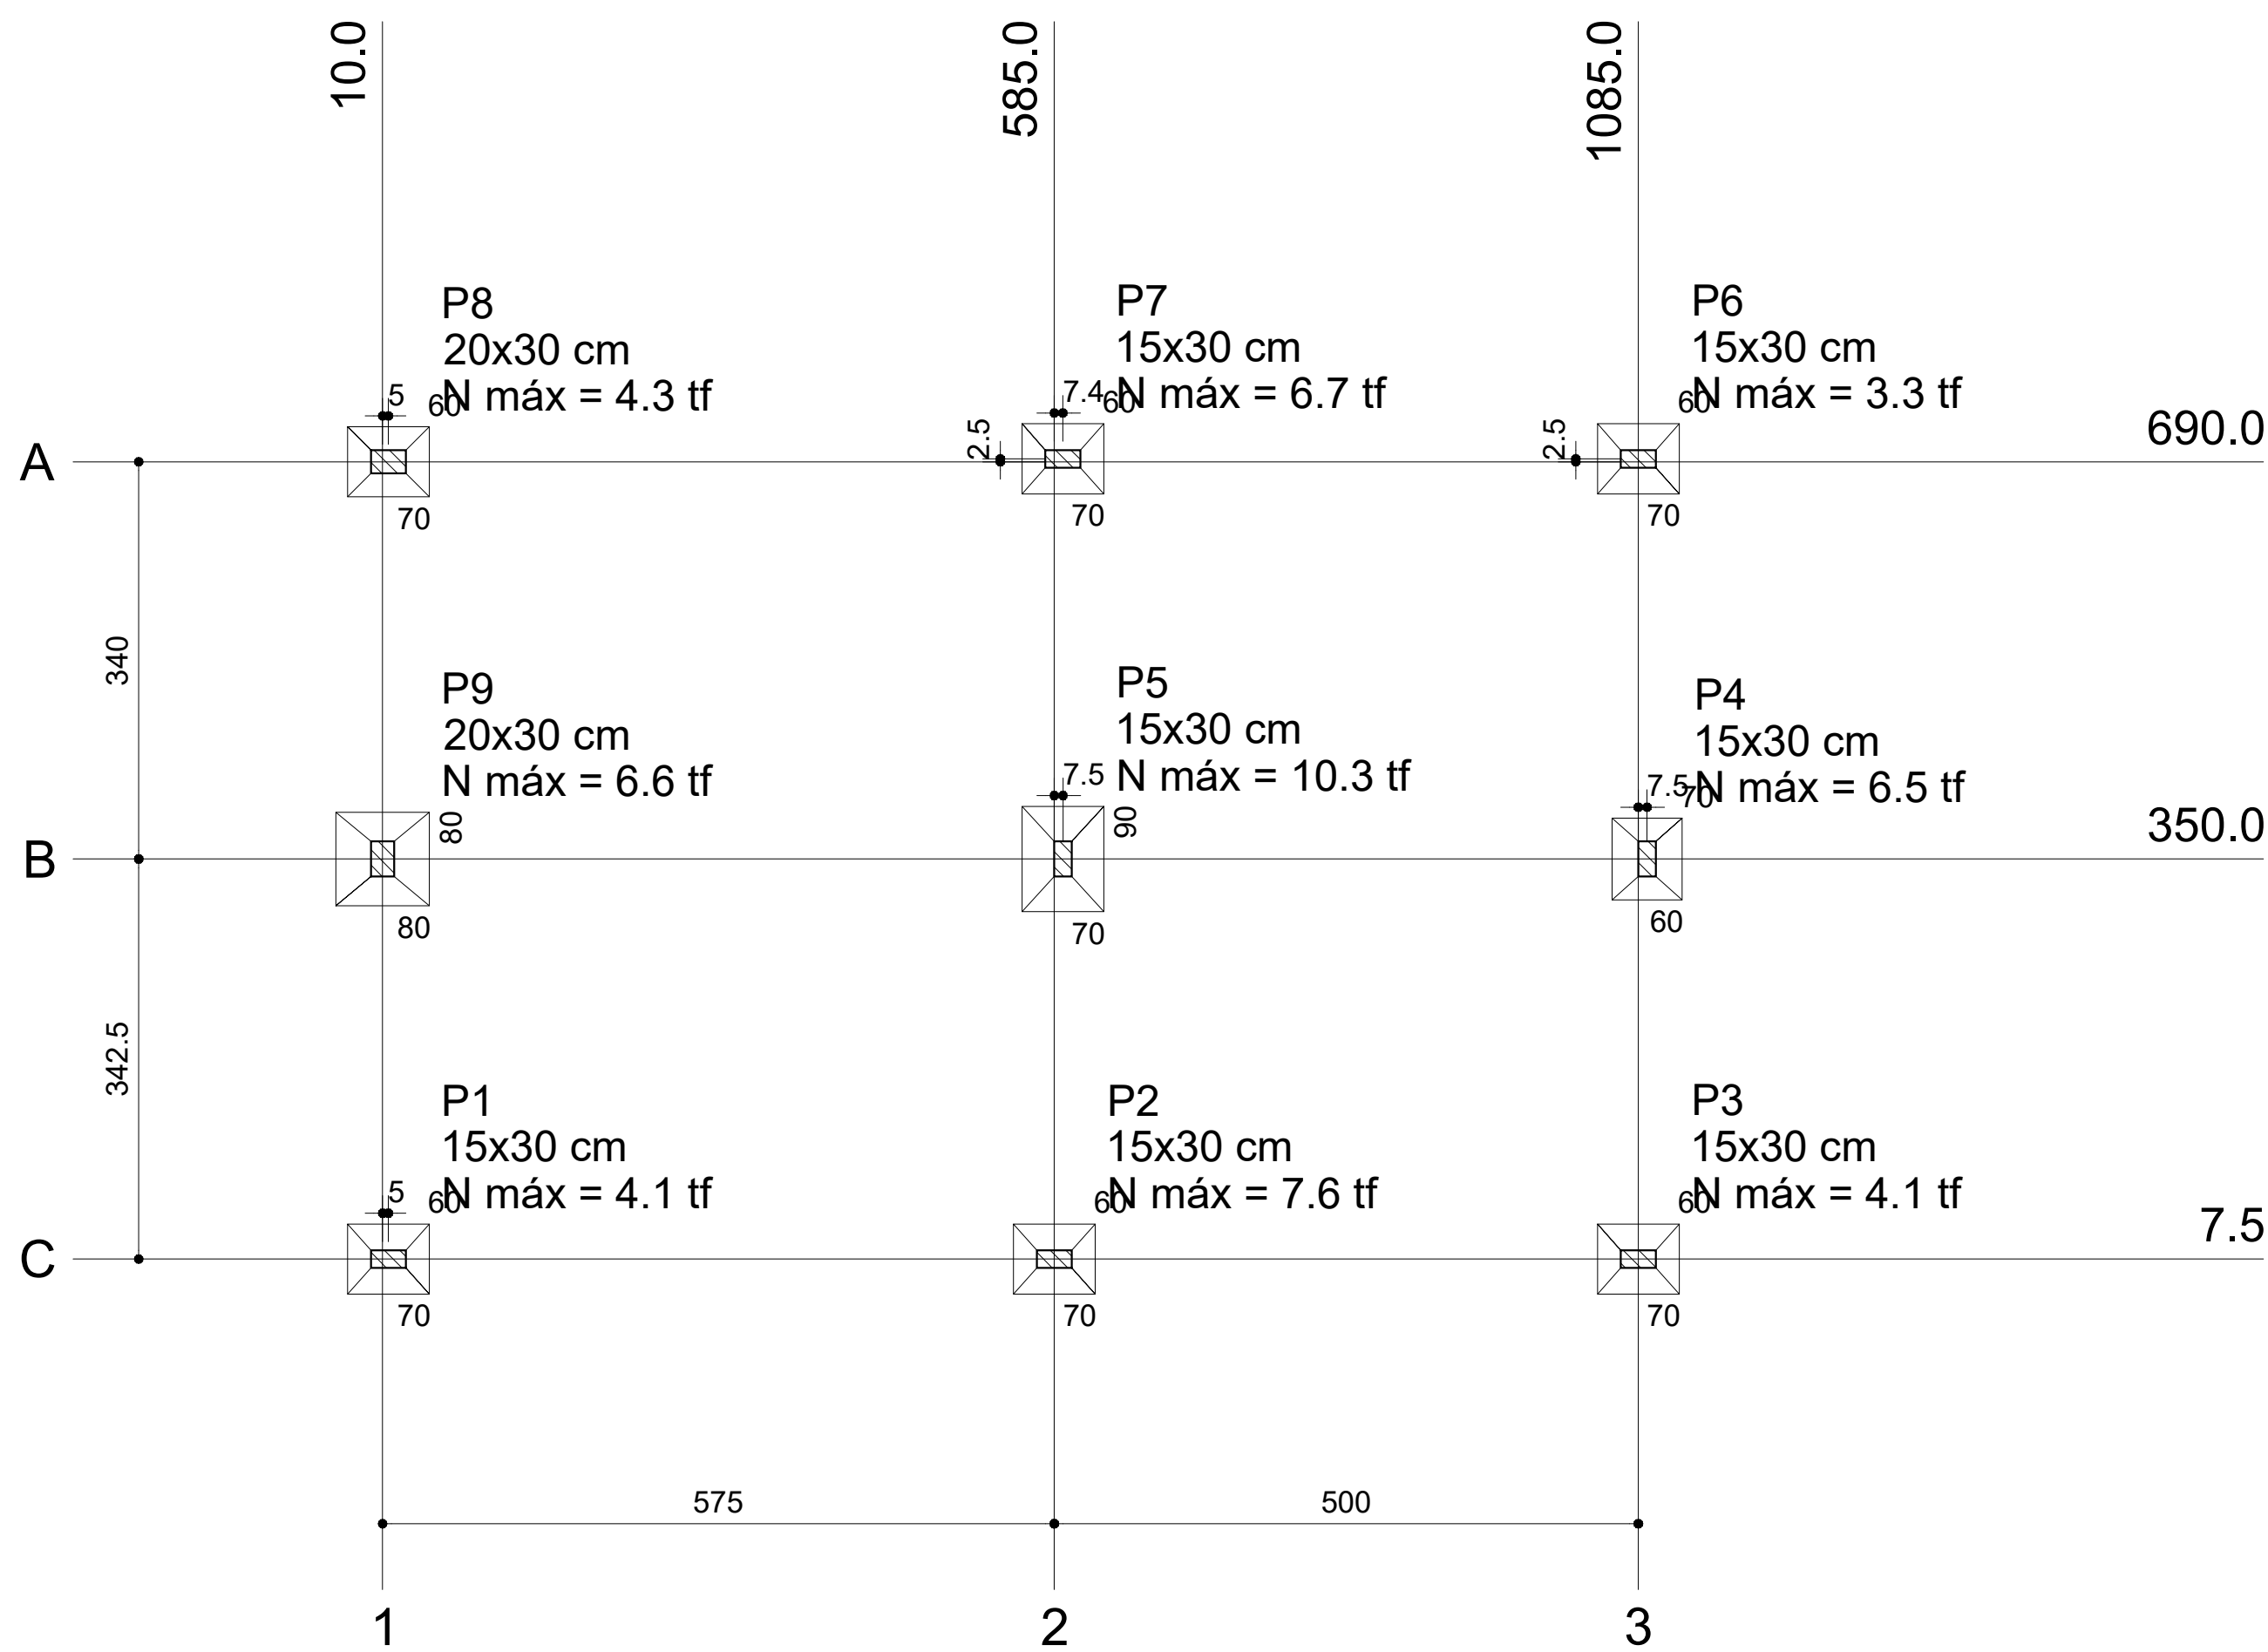 10.0
585.0
1085.0
P8
20x30 cm
N máx = 4.3 tf
5
60
70
P7
15x30 cm
N máx = 6.7 tf
7.4
60
2.5
70
P6
15x30 cm
N máx = 3.3 tf
60
2.5
70
690.0
A
340
P9
20x30 cm
N máx = 6.6 tf
80
80
P5
15x30 cm
N máx = 10.3 tf
7.5
90
70
P4
15x30 cm
N máx = 6.5 tf
7.5
70
60
350.0
B
342.5
P1
15x30 cm
N máx = 4.1 tf
5
60
70
P2
15x30 cm
N máx = 7.6 tf
60
70
P3
15x30 cm
N máx = 4.1 tf
60
70
7.5
C
575
500
1
2
3